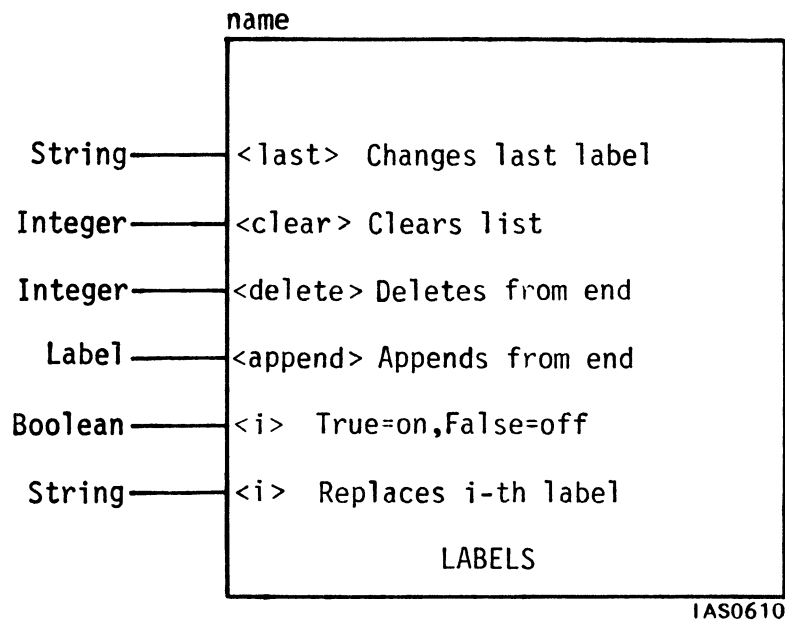 name
String <last> Changes last label
Integer <clear> Clears list
Integer <delete> Deletes from end
Label <append> Appends from end
Boolean <i> True=on,False=off
String <i> Replaces i-th label
LABELS
IAS0610